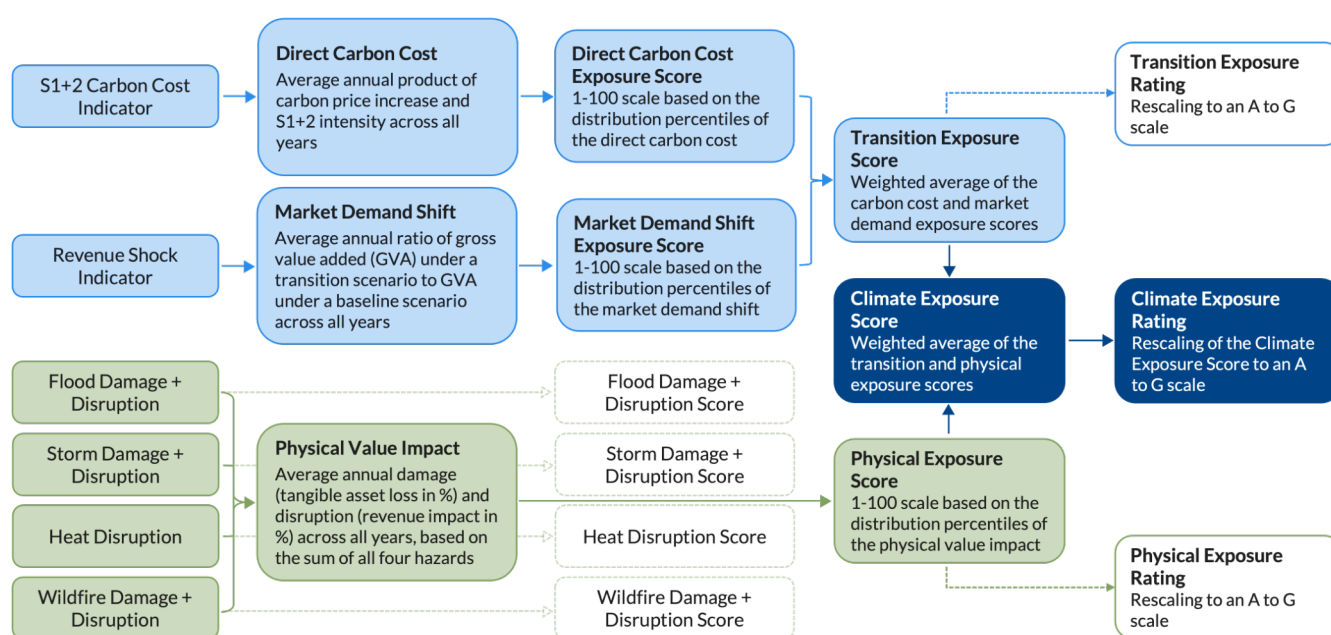 S1+2 Carbon Cost
Indicator
Direct Carbon Cost
Average annual product of
carbon price increase and
S1+2 intensity across all
years
Direct Carbon Cost
Exposure Score
1-100 scale based on the
distribution percentiles of
the direct carbon cost
Transition Exposure
Rating
Rescaling to an A to G
scale
Transition Exposure
Score
Weighted average of the
carbon cost and market
demand exposure scores
Revenue Shock
Indicator
Market Demand Shift
Average annual ratio of gross
value added (GVA) under a
transition scenario to GVA
under a baseline scenario
across all years
Market Demand Shift
Exposure Score
1-100 scale based on the
distribution percentiles of
the market demand shift
Climate Exposure
Score
Weighted average of the
transition and physical
exposure scores
Climate Exposure
Rating
Rescaling of the Climate
Exposure Score to an A
to G scale
Flood Damage +
Disruption
Storm Damage +
Disruption
Heat Disruption
Wildfire Damage +
Disruption
Physical Value Impact
Average annual damage
(tangible asset loss in %) and
disruption (revenue impact in
%) across all years, based on
the sum of all four hazards
Flood Damage +
Disruption Score
Storm Damage +
Disruption Score
Heat Disruption Score
Wildfire Damage +
Disruption Score
Physical Exposure
Score
1-100 scale based on the
distribution percentiles of
the physical value impact
Physical Exposure
Rating
Rescaling to an A to G
scale